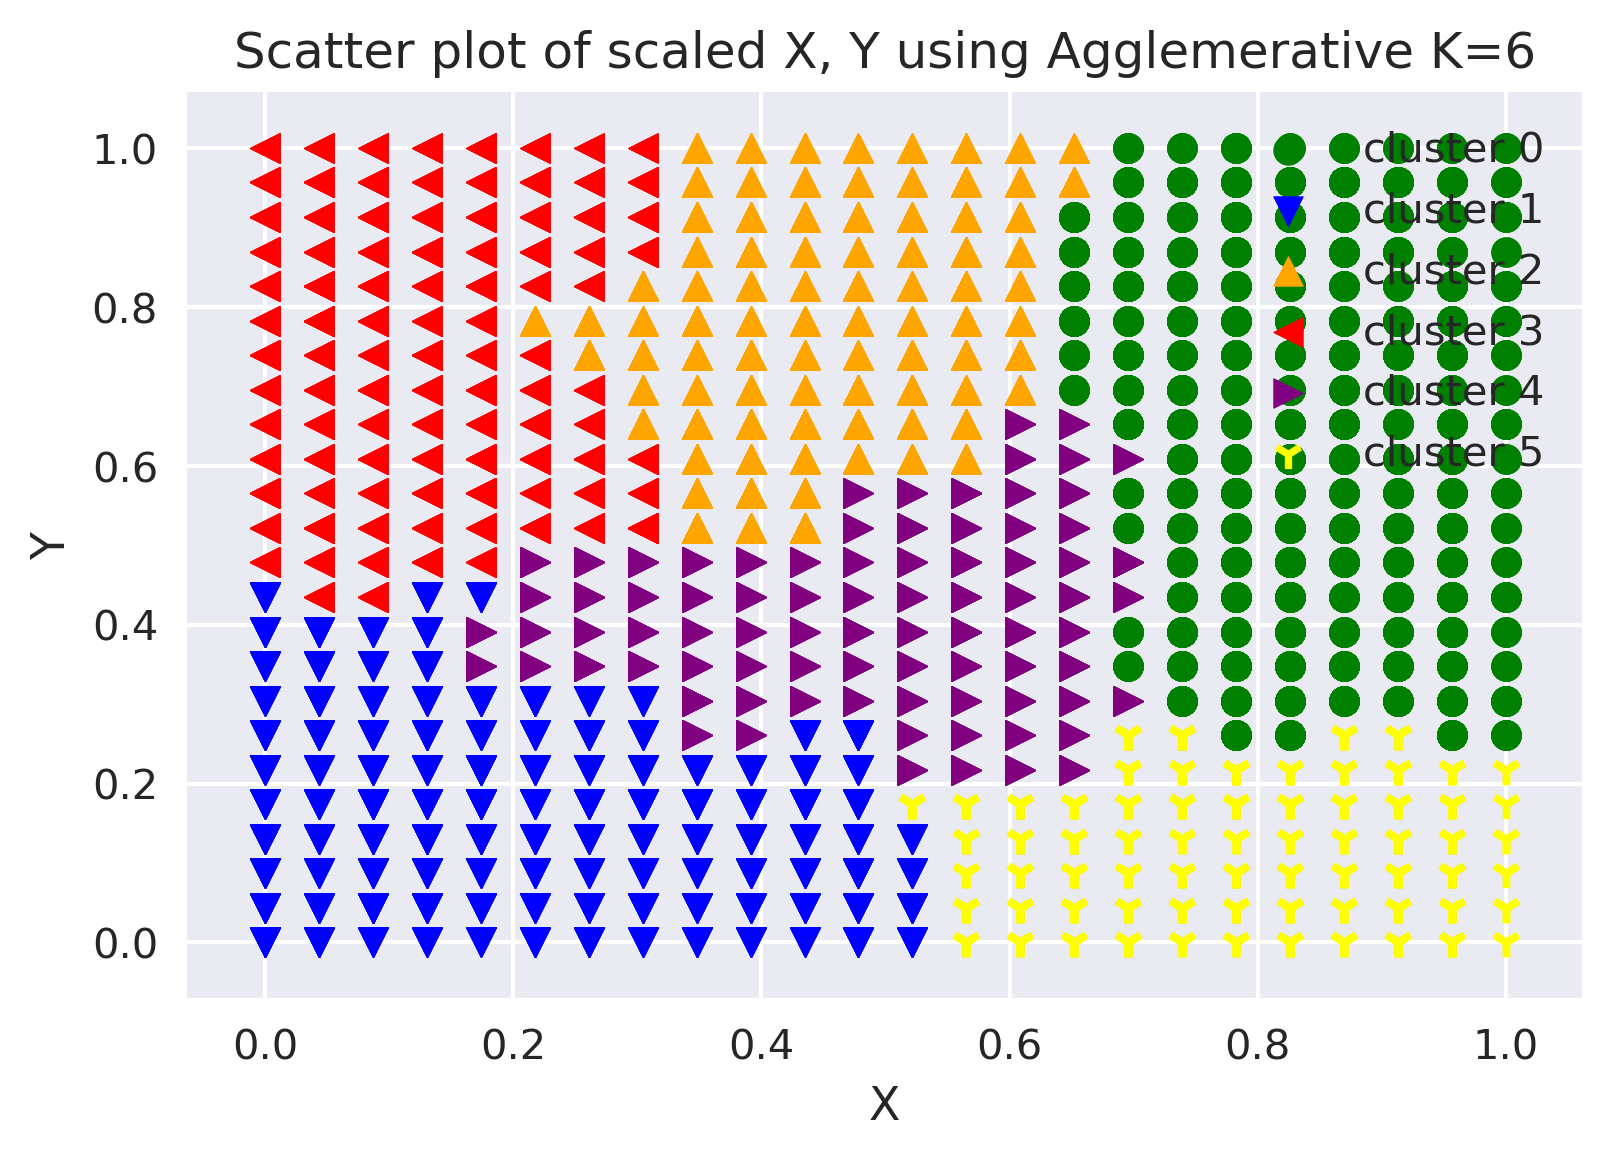 Scatter plot of scaled X, Y using Agglemerative K=6
1.0
0.8
0.6
0.4
0.2
0.0
Y
cluster 0
cluster 1
cluster 2
cluster 3
cluster 4
cluster 5
0.0 0.2 0.4 0.6 0.8 1.0
X